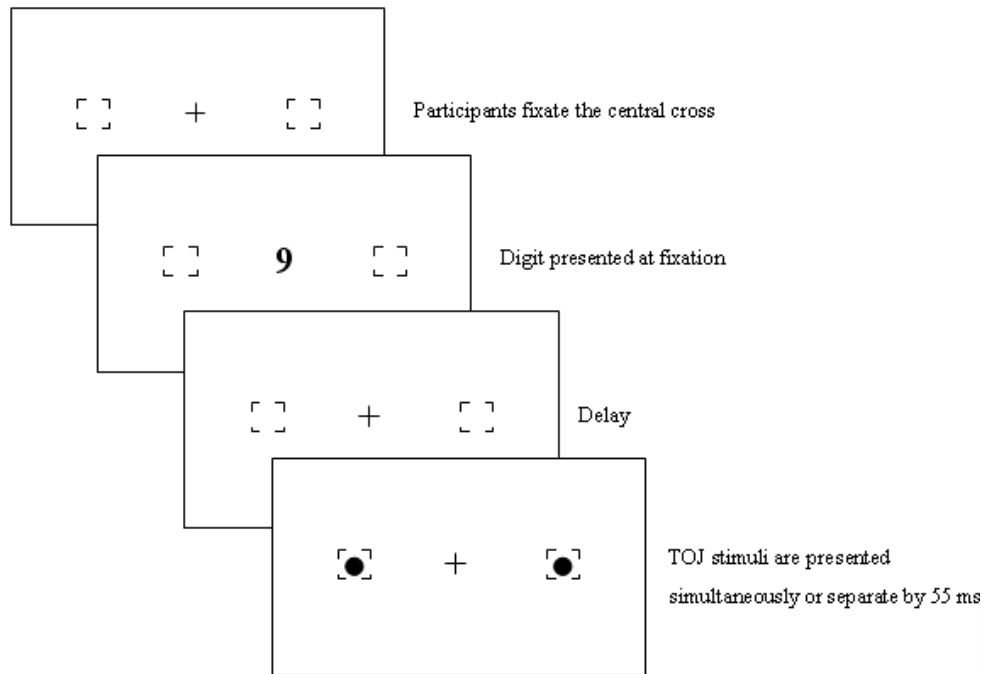 Participants fixate the central cross
9
Digit presented at fixation
Delay
TOJ stimuli are presented
simultaneously or separate by 55 ms